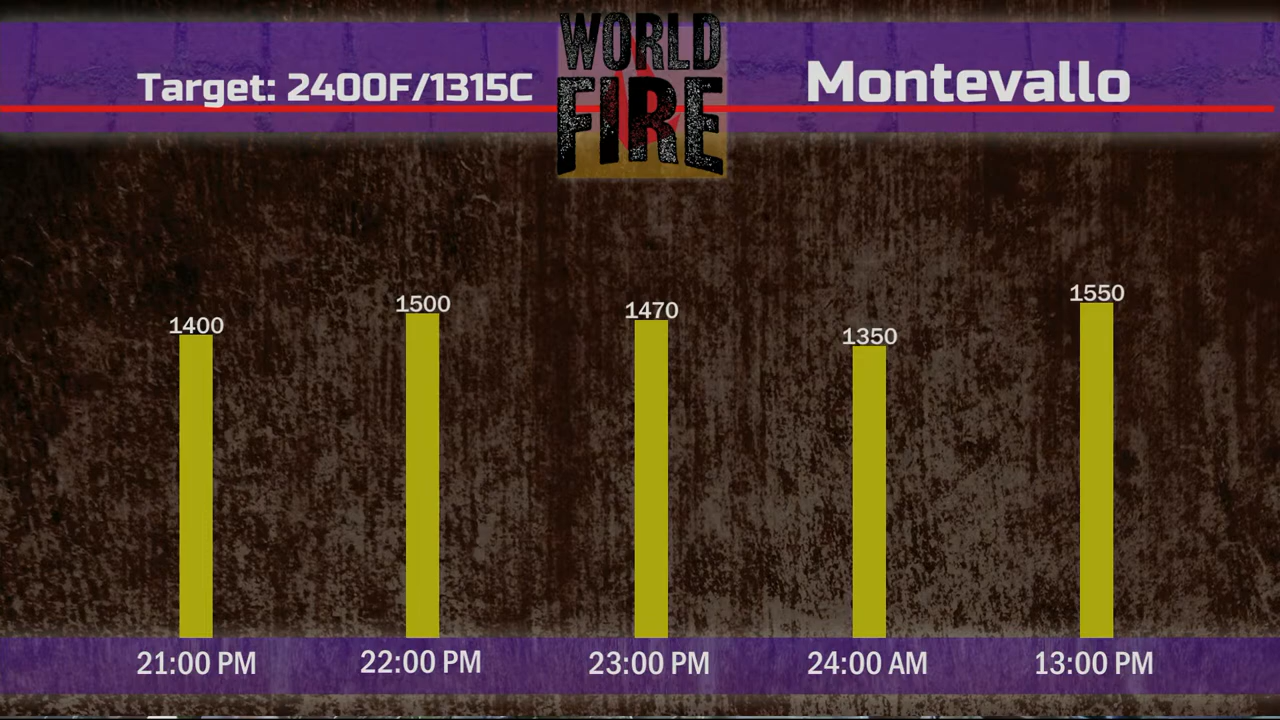 Target: 2400F/1315C
WORLD
FIRE
Montevallo
1400
1500
1470
1350
1550
21:00 PM
22:00 PM
23:00 PM
24:00 AM
13:00 PM